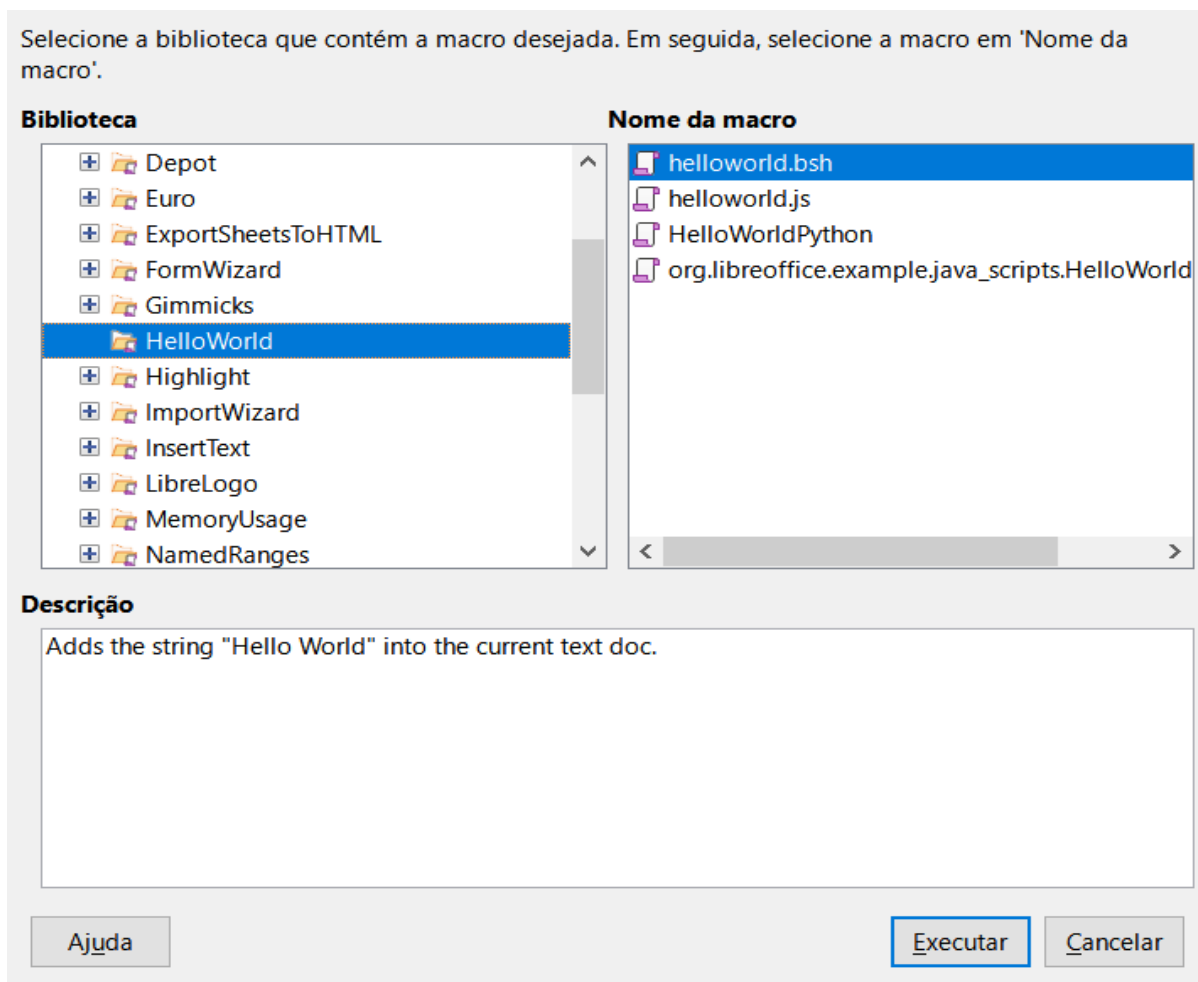 Selecione a biblioteca que contém a macro desejada. Em seguida, selecione a macro em 'Nome da
macro'.
Biblioteca
Depot
Euro
ExportSheetsToHTML
FormWizard
Gimmicks
HelloWorld
Highlight
ImportWizard
InsertText
LibreLogo
MemoryUsage
NamedRanges
Nome da macro
helloworld.bsh
helloworld.js
HelloWorldPython
org.libreoffice.example.java_scripts.HelloWorld
Descrição
Adds the string "Hello World" into the current text doc.
Ajuda
Executar
Cancelar